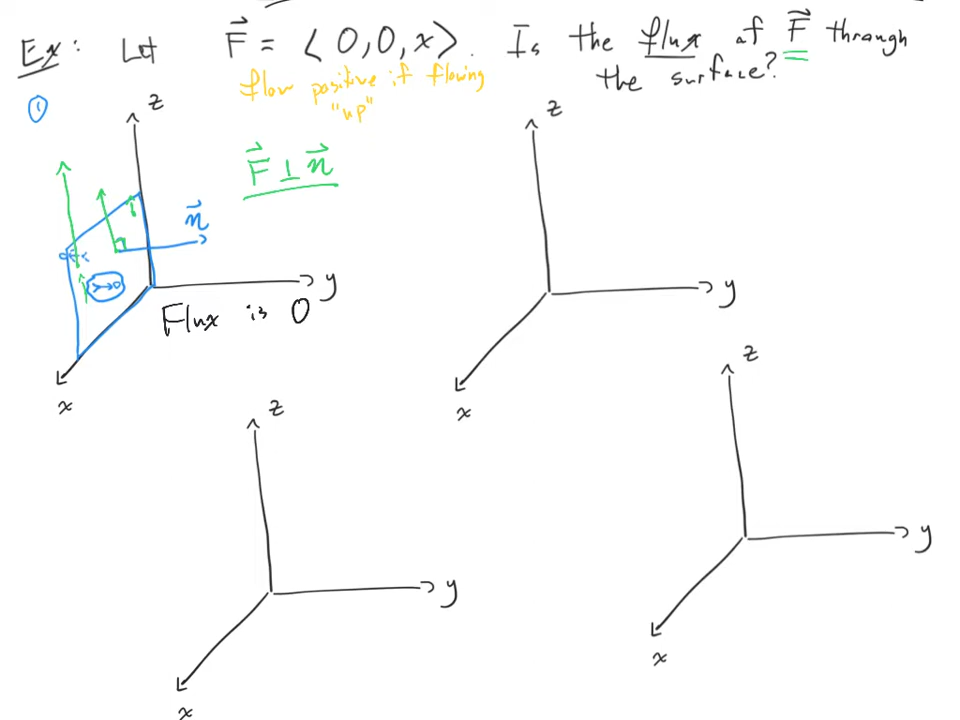 Ex: Let F⃗ = ⟨0,0,x⟩. Is the flux of F⃗ through
the surface?
flow positive if flowing
"up"
①
z
F⃗ ⊥ n⃗
n⃗
x>0
y
Flux is 0
x
z
y
x
z
y
x
z
y
x